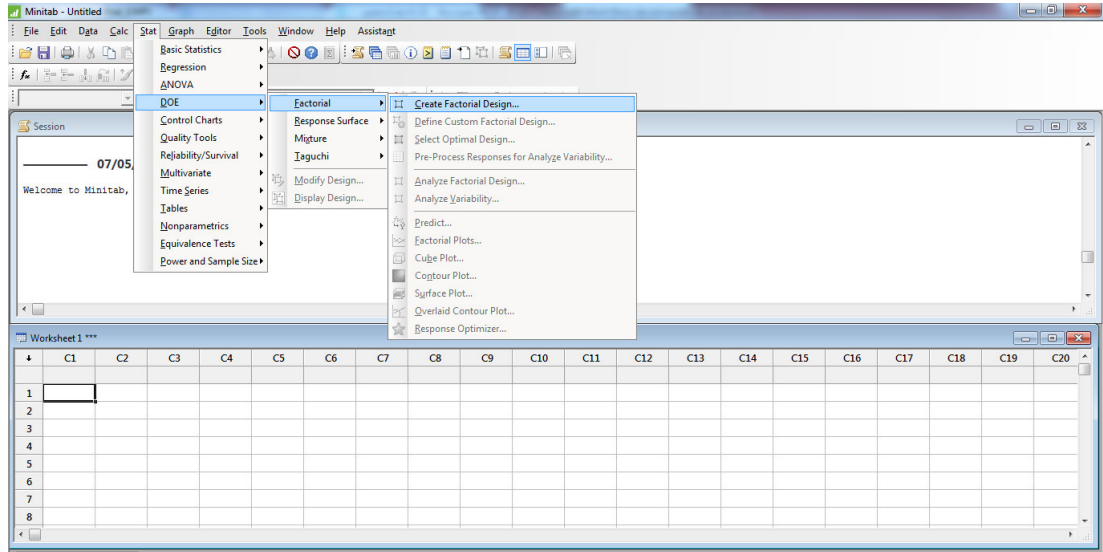 Minitab - Untitled
File Edit Data Calc Stat Graph Editor Tools Window Help Assistant
Basic Statistics
Regression
ANOVA
DOE
Control Charts
Quality Tools
Reliability/Survival
Multivariate
Time Series
Tables
Nonparametrics
Equivalence Tests
Power and Sample Size
Factorial
Response Surface
Mixture
Taguchi
Modify Design...
Display Design...
Create Factorial Design...
Define Custom Factorial Design...
Select Optimal Design...
Pre-Process Responses for Analyze Variability...
Analyze Factorial Design...
Analyze Variability...
Predict...
Factorial Plots...
Cube Plot...
Contour Plot...
Surface Plot...
Overlaid Contour Plot...
Response Optimizer...
Session
07/05,
Welcome to Minitab,
Worksheet 1 ***
C1 C2 C3 C4 C5 C6 C7 C8 C9 C10 C11 C12 C13 C14 C15 C16 C17 C18 C19 C20
1
2
3
4
5
6
7
8